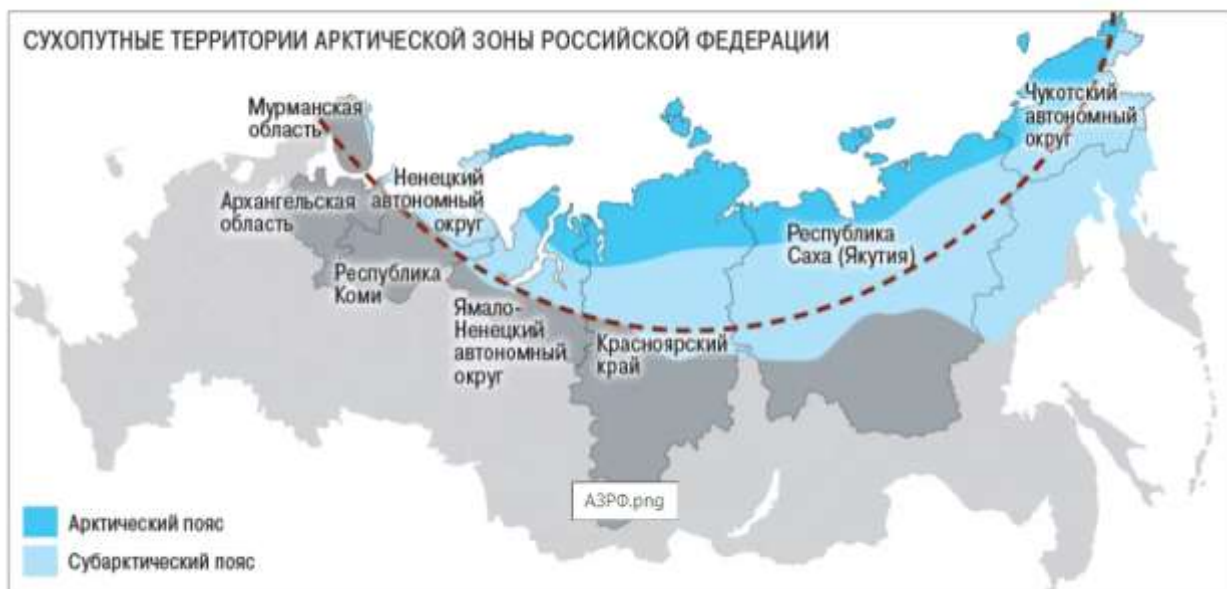 СУХОПУТНЫЕ ТЕРРИТОРИИ АРКТИЧЕСКОЙ ЗОНЫ РОССИЙСКОЙ ФЕДЕРАЦИИ
Мурманская
область
Чукотский
автономный
округ
Ненецкий
автономный
округ
Архангельская
область
Республика
Саха (Якутия)
Республика
Коми
Ямало-
Ненецкий
автономный
округ
Красноярский
край
АЗРФ.png
Арктический пояс
Субарктический пояс